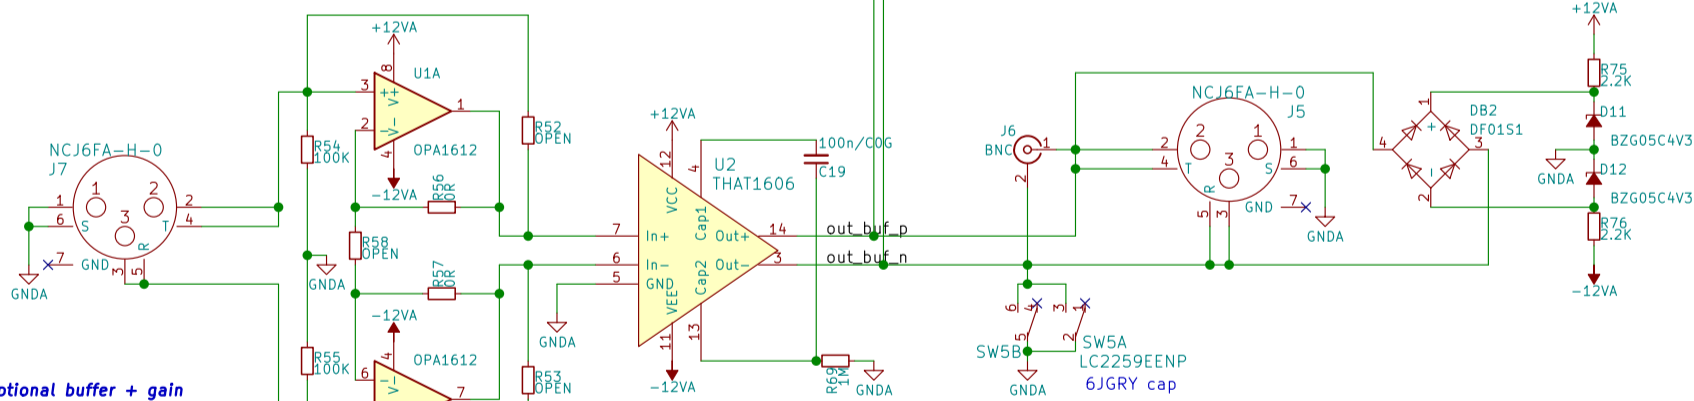 +12VA
8
U1A
3
+
V+
1
2
-
V-
4
OPA1612
-12VA
R54
100K
R52
OPEN
NCJ6FA-H-0
J7
1
2
3
1
6
S
2
4
T
R
7
GND
3
5
GNDA
GNDA
R56
0R
R58
OPEN
R57
0R
-12VA
4
OPA1612
6
V-
7
R55
100K
R53
OPEN
ptional buffer + gain
+12VA
12
4
U2
THAT1606
VCC
Cap1
7
In+
6
In-
5
GND
VEE
Cap2
Out+
14
Out-
3
11
13
-12VA
GNDA
100n/C0G
C19
out_buf_p
out_buf_n
R69
1M
GNDA
J6
BNC
1
2
6
4
3
1
5
2
SW5B
SW5A
LC2259EENP
6JGRY cap
GNDA
NCJ6FA-H-0
J5
2
1
3
2
4
T
1
6
S
R
GND
7
5
3
GNDA
+12VA
R75
2.2K
1
DB2
DF01S1
4
3
+
-
2
D11
BZG05C4V3
GNDA
D12
BZG05C4V3
R76
2.2K
-12VA